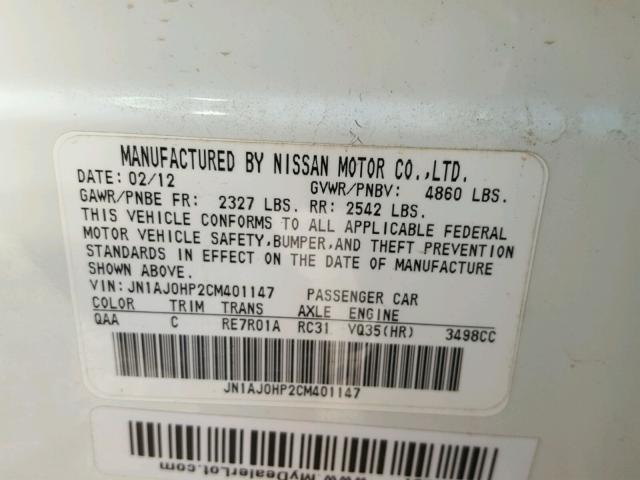 MANUFACTURED BY NISSAN MOTOR CO.,LTD.
DATE: 02/12 GVWR/PNBV: 4860 LBS.
GAWR/PNBE FR: 2327 LBS. RR: 2542 LBS.
THIS VEHICLE CONFORMS TO ALL APPLICABLE FEDERAL
MOTOR VEHICLE SAFETY,BUMPER,AND THEFT PREVENTION
STANDARDS IN EFFECT ON THE DATE OF MANUFACTURE
SHOWN ABOVE.
VIN: JN1AJ0HP2CM401147 PASSENGER CAR
COLOR TRIM TRANS AXLE ENGINE
QAA C RE7R01A RC31 VQ35(HR) 3498CC
JN1AJ0HP2CM401147
www.MyDealerLot.com